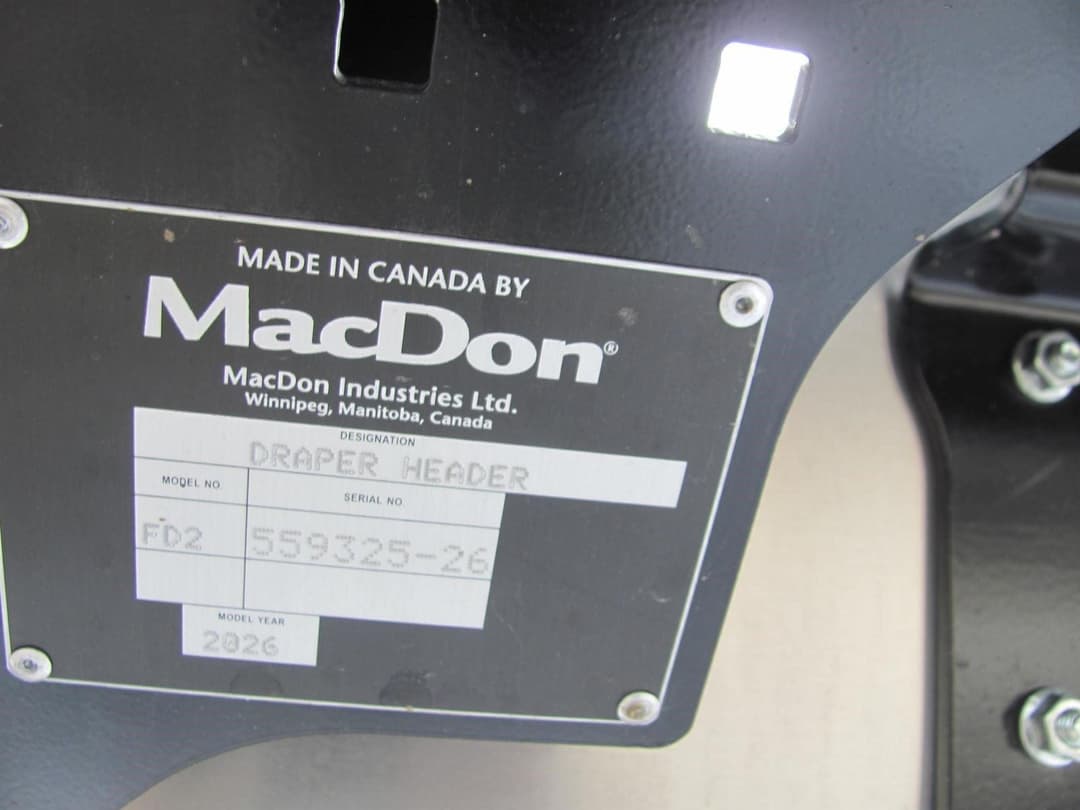 MADE IN CANADA BY
MacDon®
MacDon Industries Ltd.
Winnipeg, Manitoba, Canada
DESIGNATION
DRAPER HEADER
MODEL NO
SERIAL NO
FD2
559325-26
MODEL YEAR
2026